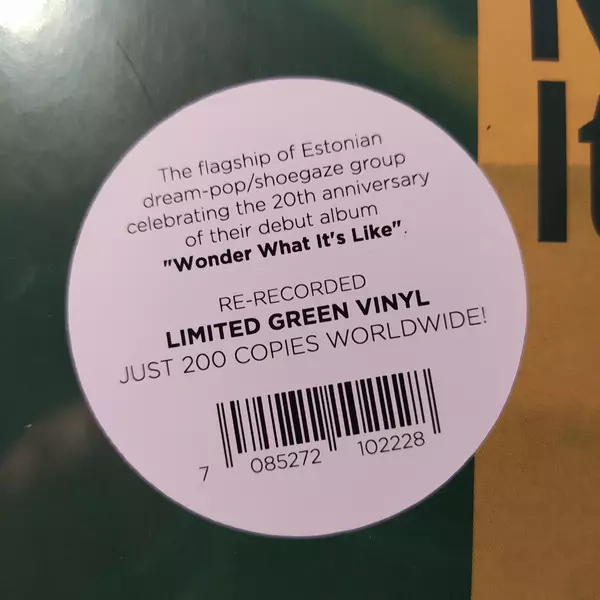 The flagship of Estonian
dream-pop/shoegaze group
celebrating the 20th anniversary
of their debut album
"Wonder What It's Like".
RE-RECORDED
LIMITED GREEN VINYL
JUST 200 COPIES WORLDWIDE!
7 085272 102228